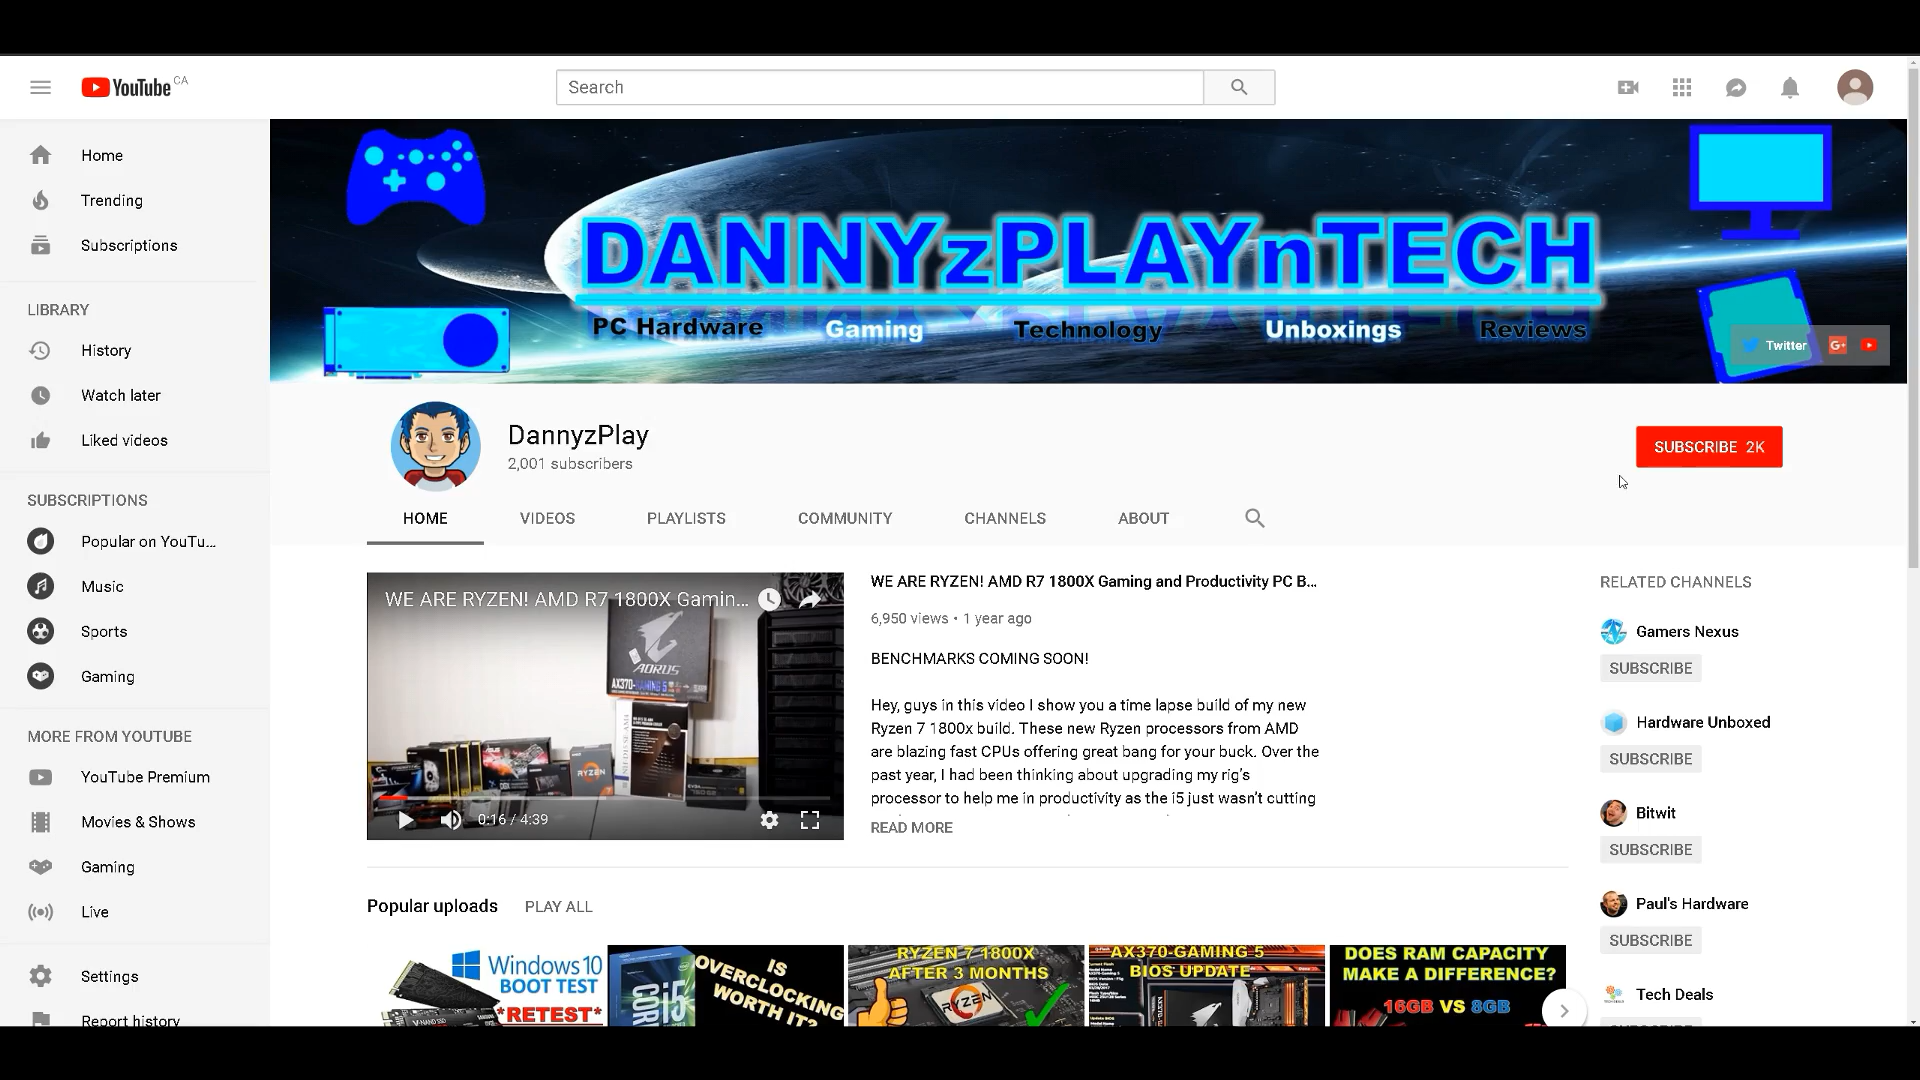 YouTube CA
Search
Home
Trending
Subscriptions
LIBRARY
History
Watch later
Liked videos
SUBSCRIPTIONS
Popular on YouTu...
Music
Sports
Gaming
MORE FROM YOUTUBE
YouTube Premium
Movies & Shows
Gaming
Live
Settings
Report history
DANNYzPLAYnTECH
PC Hardware Gaming Technology Unboxings Reviews
Twitter G+
DannyzPlay
2,001 subscribers
SUBSCRIBE 2K
HOME VIDEOS PLAYLISTS COMMUNITY CHANNELS ABOUT
WE ARE RYZEN! AMD R7 1800X Gamin...
AORUS
AX370-GAMING 5
RYZEN
0:16 / 4:39
WE ARE RYZEN! AMD R7 1800X Gaming and Productivity PC B...
6,950 views • 1 year ago
BENCHMARKS COMING SOON!
Hey, guys in this video I show you a time lapse build of my new
Ryzen 7 1800x build. These new Ryzen processors from AMD
are blazing fast CPUs offering great bang for your buck. Over the
past year, I had been thinking about upgrading my rig's
processor to help me in productivity as the i5 just wasn't cutting
READ MORE
Popular uploads PLAY ALL
Windows 10
BOOT TEST
*RETEST*
V-NAND SSD
CORE i5
IS
OVERCLOCKING
WORTH IT?
RYZEN 7 1800X
AFTER 3 MONTHS
RYZEN
AX370-GAMING 5
BIOS UPDATE
DOES RAM CAPACITY
MAKE A DIFFERENCE?
16GB VS 8GB
RELATED CHANNELS
Gamers Nexus
SUBSCRIBE
Hardware Unboxed
SUBSCRIBE
Bitwit
SUBSCRIBE
Paul's Hardware
SUBSCRIBE
Tech Deals